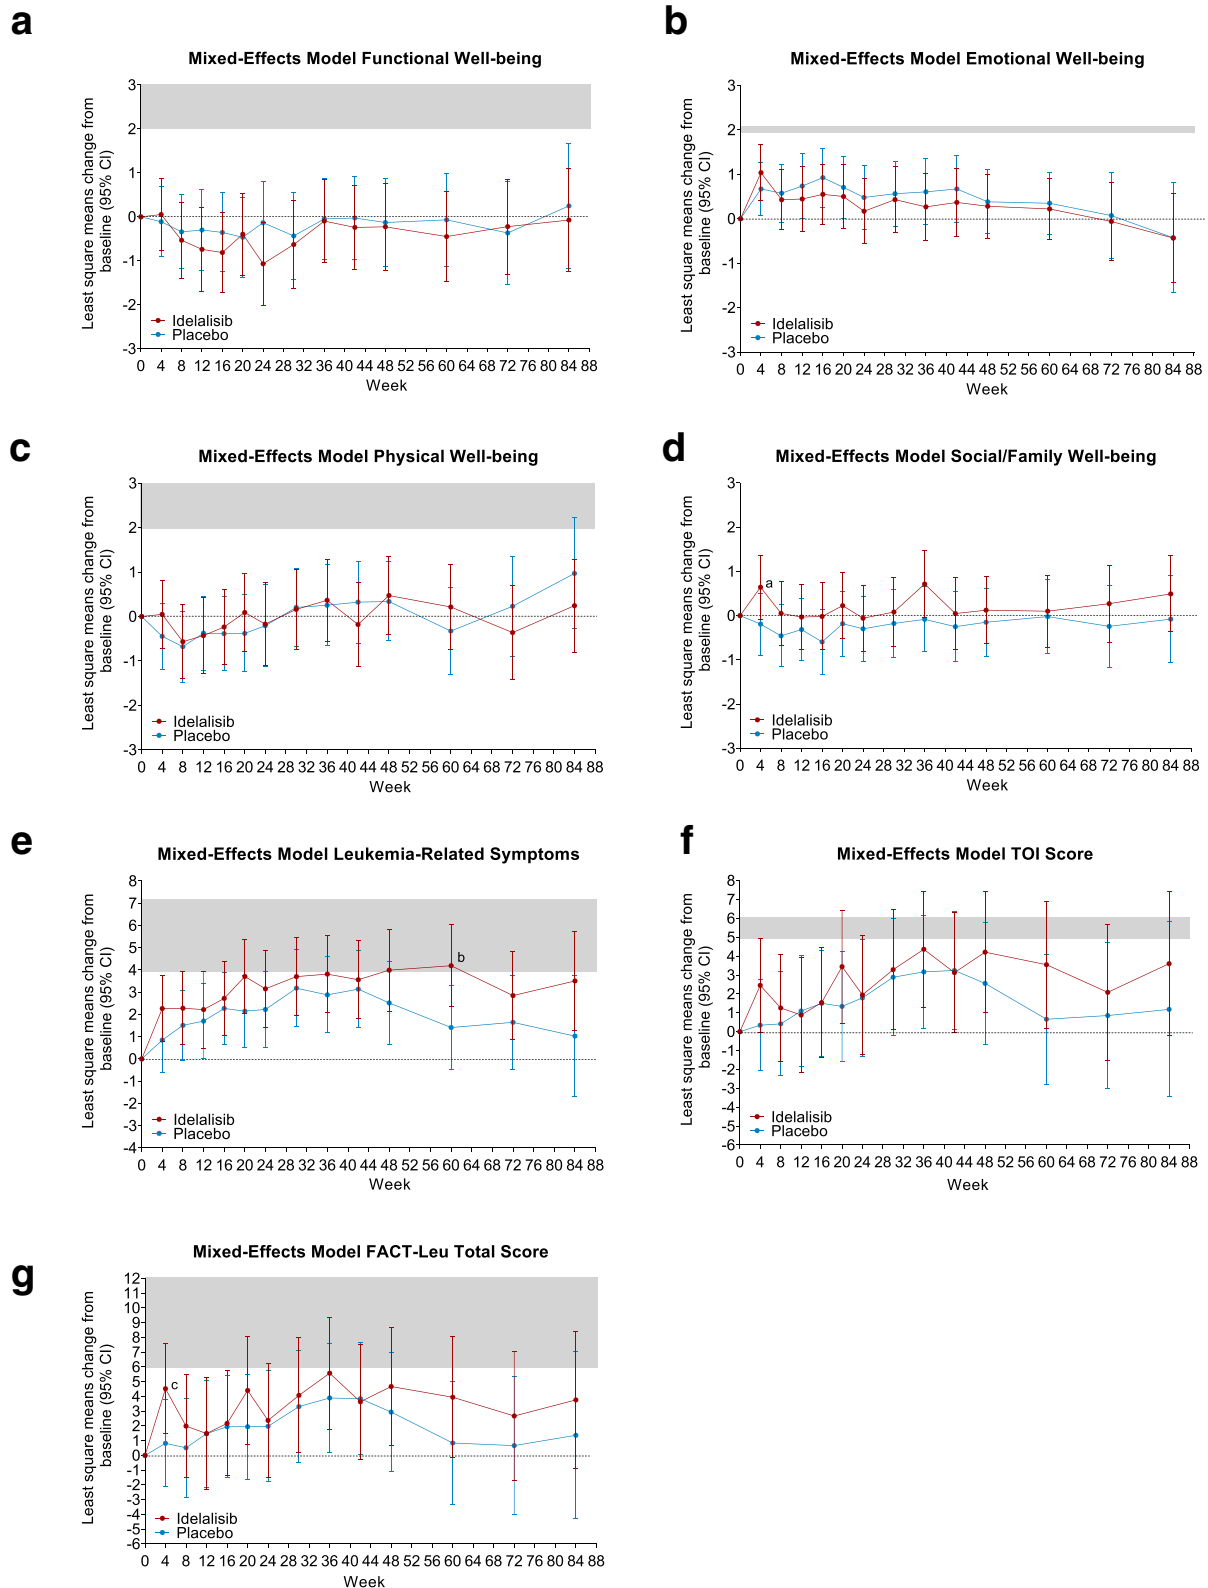 a
Mixed-Effects Model Functional Well-being
Least square means change from
baseline (95% CI)
3
2
1
0
-1
-2
-3
Idelalisib
Placebo
0 4 8 12 16 20 24 28 32 36 40 44 48 52 56 60 64 68 72 76 80 84 88
Week
b
Mixed-Effects Model Emotional Well-being
Least square means change from
baseline (95% CI)
3
2
1
0
-1
-2
-3
Idelalisib
Placebo
0 4 8 12 16 20 24 28 32 36 40 44 48 52 56 60 64 68 72 76 80 84 88
Week
c
Mixed-Effects Model Physical Well-being
Least square means change from
baseline (95% CI)
3
2
1
0
-1
-2
-3
Idelalisib
Placebo
0 4 8 12 16 20 24 28 32 36 40 44 48 52 56 60 64 68 72 76 80 84 88
Week
d
Mixed-Effects Model Social/Family Well-being
Least square means change from
baseline (95% CI)
3
2
1
0
-1
-2
-3
a
Idelalisib
Placebo
0 4 8 12 16 20 24 28 32 36 40 44 48 52 56 60 64 68 72 76 80 84 88
Week
e
Mixed-Effects Model Leukemia-Related Symptoms
Least square means change from
baseline (95% CI)
8
7
6
5
4
3
2
1
0
-1
-2
-3
-4
b
Idelalisib
Placebo
0 4 8 12 16 20 24 28 32 36 40 44 48 52 56 60 64 68 72 76 80 84 88
Week
f
Mixed-Effects Model TOI Score
Least square means change from
baseline (95% CI)
8
7
6
5
4
3
2
1
0
-1
-2
-3
-4
-5
-6
Idelalisib
Placebo
0 4 8 12 16 20 24 28 32 36 40 44 48 52 56 60 64 68 72 76 80 84 88
Week
g
Mixed-Effects Model FACT-Leu Total Score
Least square means change from
baseline (95% CI)
12
11
10
9
8
7
6
5
4
3
2
1
0
-1
-2
-3
-4
-5
-6
c
Idelalisib
Placebo
0 4 8 12 16 20 24 28 32 36 40 44 48 52 56 60 64 68 72 76 80 84 88
Week